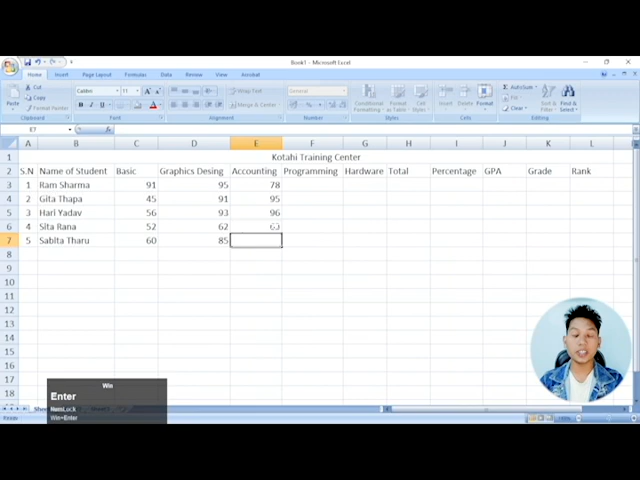 Book1 - Microsoft Excel
Home Insert Page Layout Formulas Data Review View Acrobat
Cut
Copy
Format Painter
Paste
Clipboard
Calibri 11
Font
Wrap Text
Merge & Center
Alignment
General
Number
Conditional Formatting
Format as Table
Cell Styles
Styles
Insert Delete Format
Cells
AutoSum
Fill
Clear
Sort & Filter
Find & Select
Editing
E7
A B C D E F G H I J K L
1 Kotahi Training Center
2 S.N Name of Student Basic Graphics Desing Accounting Programming Hardware Total Percentage GPA Grade Rank
3 1 Ram Sharma 91 95 78
4 2 Gita Thapa 45 91 95
5 3 Hari Yadav 56 93 96
6 4 Sita Rana 52 62 63
7 5 Sabita Tharu 60 85
8
9
10
11
12
13
14
15
16
17
18
Win
Enter
NumLock
Win+Enter
Ready